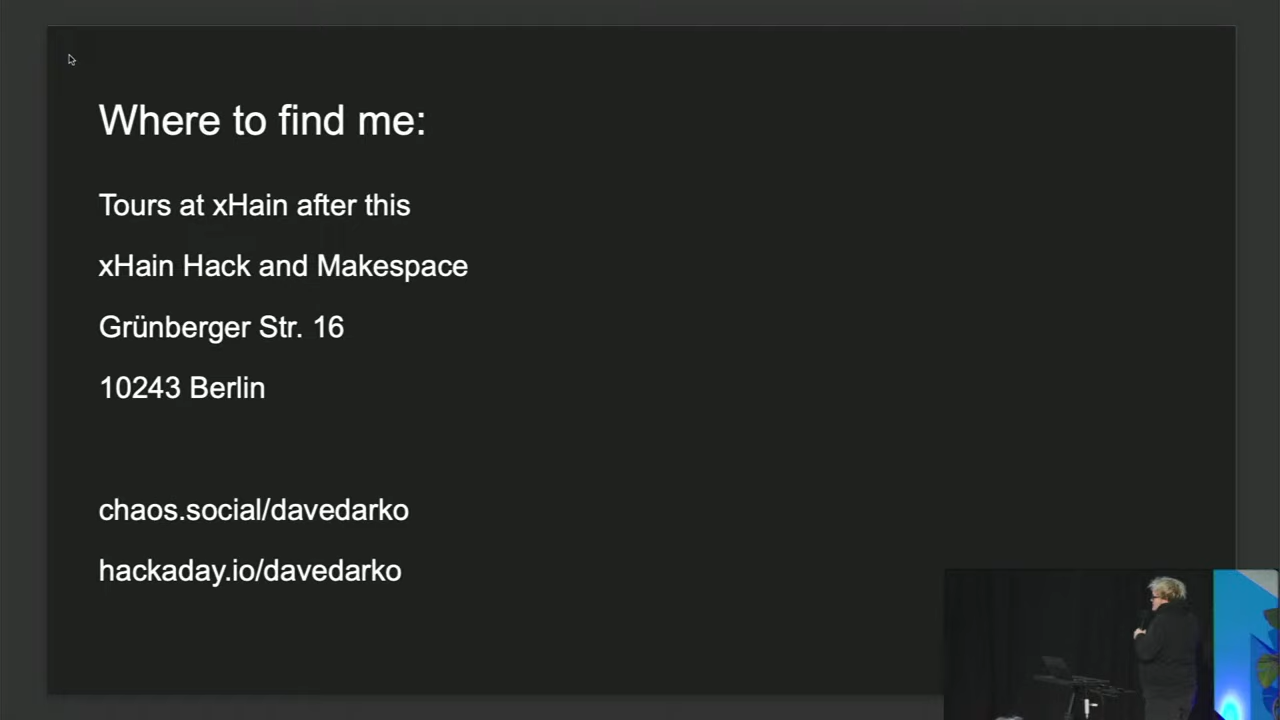 Where to find me:
Tours at xHain after this
xHain Hack and Makespace
Grünberger Str. 16
10243 Berlin
chaos.social/davedarko
hackaday.io/davedarko